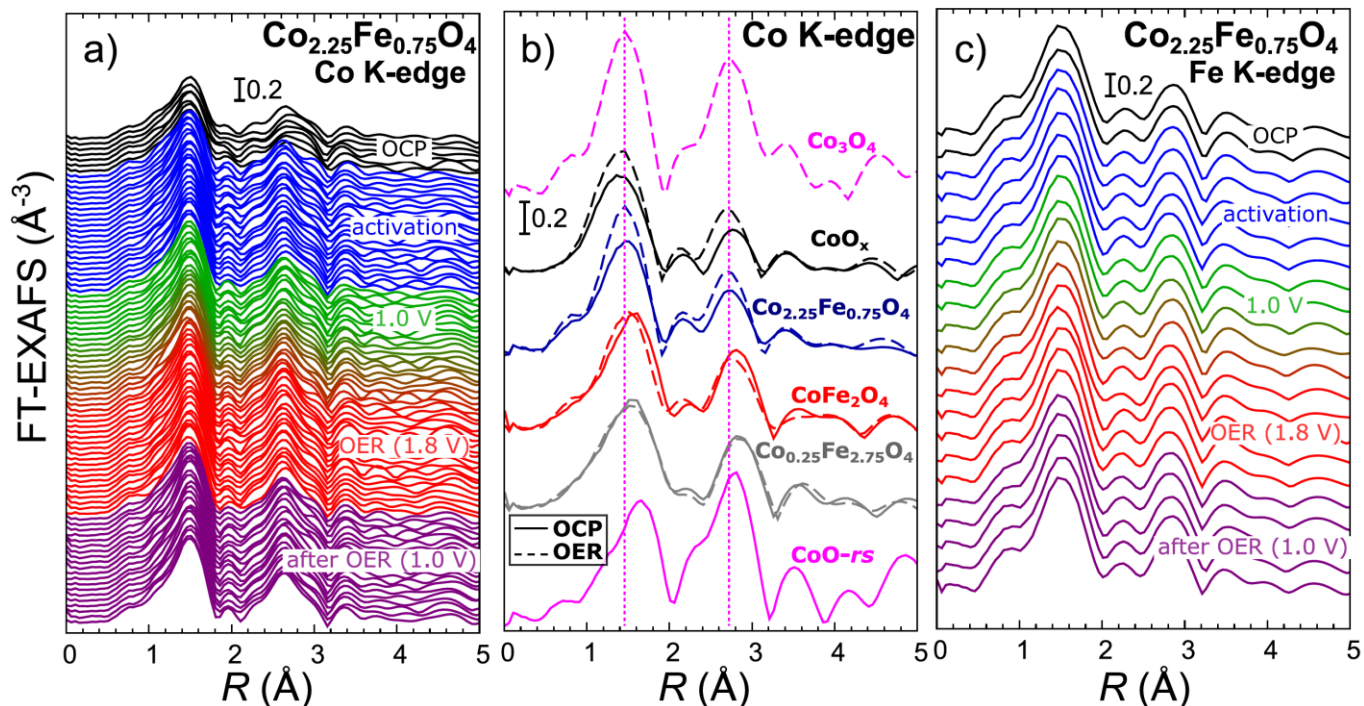 FT-EXAFS (Å⁻³)
a)
Co₂.₂₅Fe₀.₇₅O₄
Co K-edge
0.2
OCP
activation
1.0 V
OER (1.8 V)
after OER (1.0 V)
0 1 2 3 4 5
R (Å)
b)
Co K-edge
Co₃O₄
0.2
CoOₓ
Co₂.₂₅Fe₀.₇₅O₄
CoFe₂O₄
Co₀.₂₅Fe₂.₇₅O₄
OCP
OER
CoO-rs
0 1 2 3 4 5
R (Å)
c)
Co₂.₂₅Fe₀.₇₅O₄
Fe K-edge
0.2
OCP
activation
1.0 V
OER (1.8 V)
after OER (1.0 V)
0 1 2 3 4 5
R (Å)